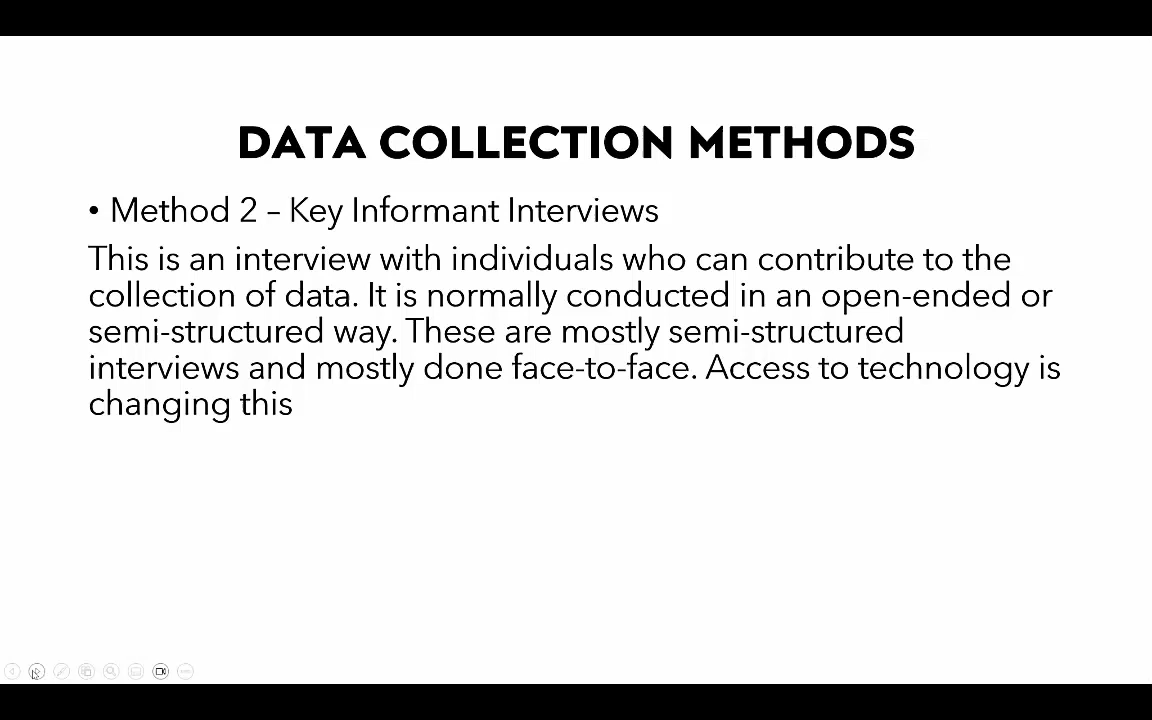 DATA COLLECTION METHODS
• Method 2 – Key Informant Interviews
This is an interview with individuals who can contribute to the
collection of data. It is normally conducted in an open-ended or
semi-structured way. These are mostly semi-structured
interviews and mostly done face-to-face. Access to technology is
changing this